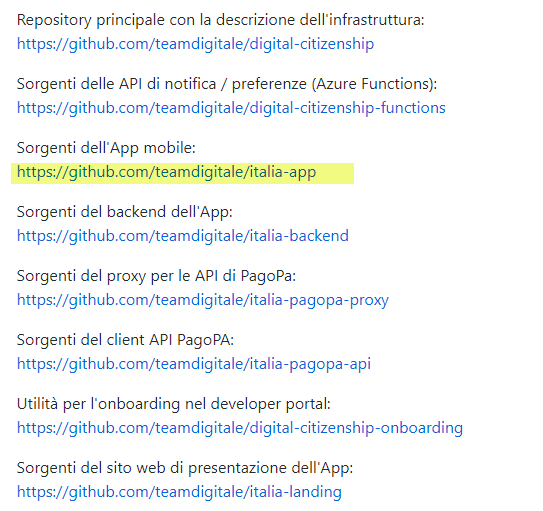 Repository principale con la descrizione dell'infrastruttura:
https://github.com/teamdigitale/digital-citizenship
Sorgenti delle API di notifica / preferenze (Azure Functions):
https://github.com/teamdigitale/digital-citizenship-functions
Sorgenti dell'App mobile:
https://github.com/teamdigitale/italia-app
Sorgenti del backend dell'App:
https://github.com/teamdigitale/italia-backend
Sorgenti del proxy per le API di PagoPa:
https://github.com/teamdigitale/italia-pagopa-proxy
Sorgenti del client API PagoPA:
https://github.com/teamdigitale/italia-pagopa-api
Utilità per l'onboarding nel developer portal:
https://github.com/teamdigitale/digital-citizenship-onboarding
Sorgenti del sito web di presentazione dell'App:
https://github.com/teamdigitale/italia-landing